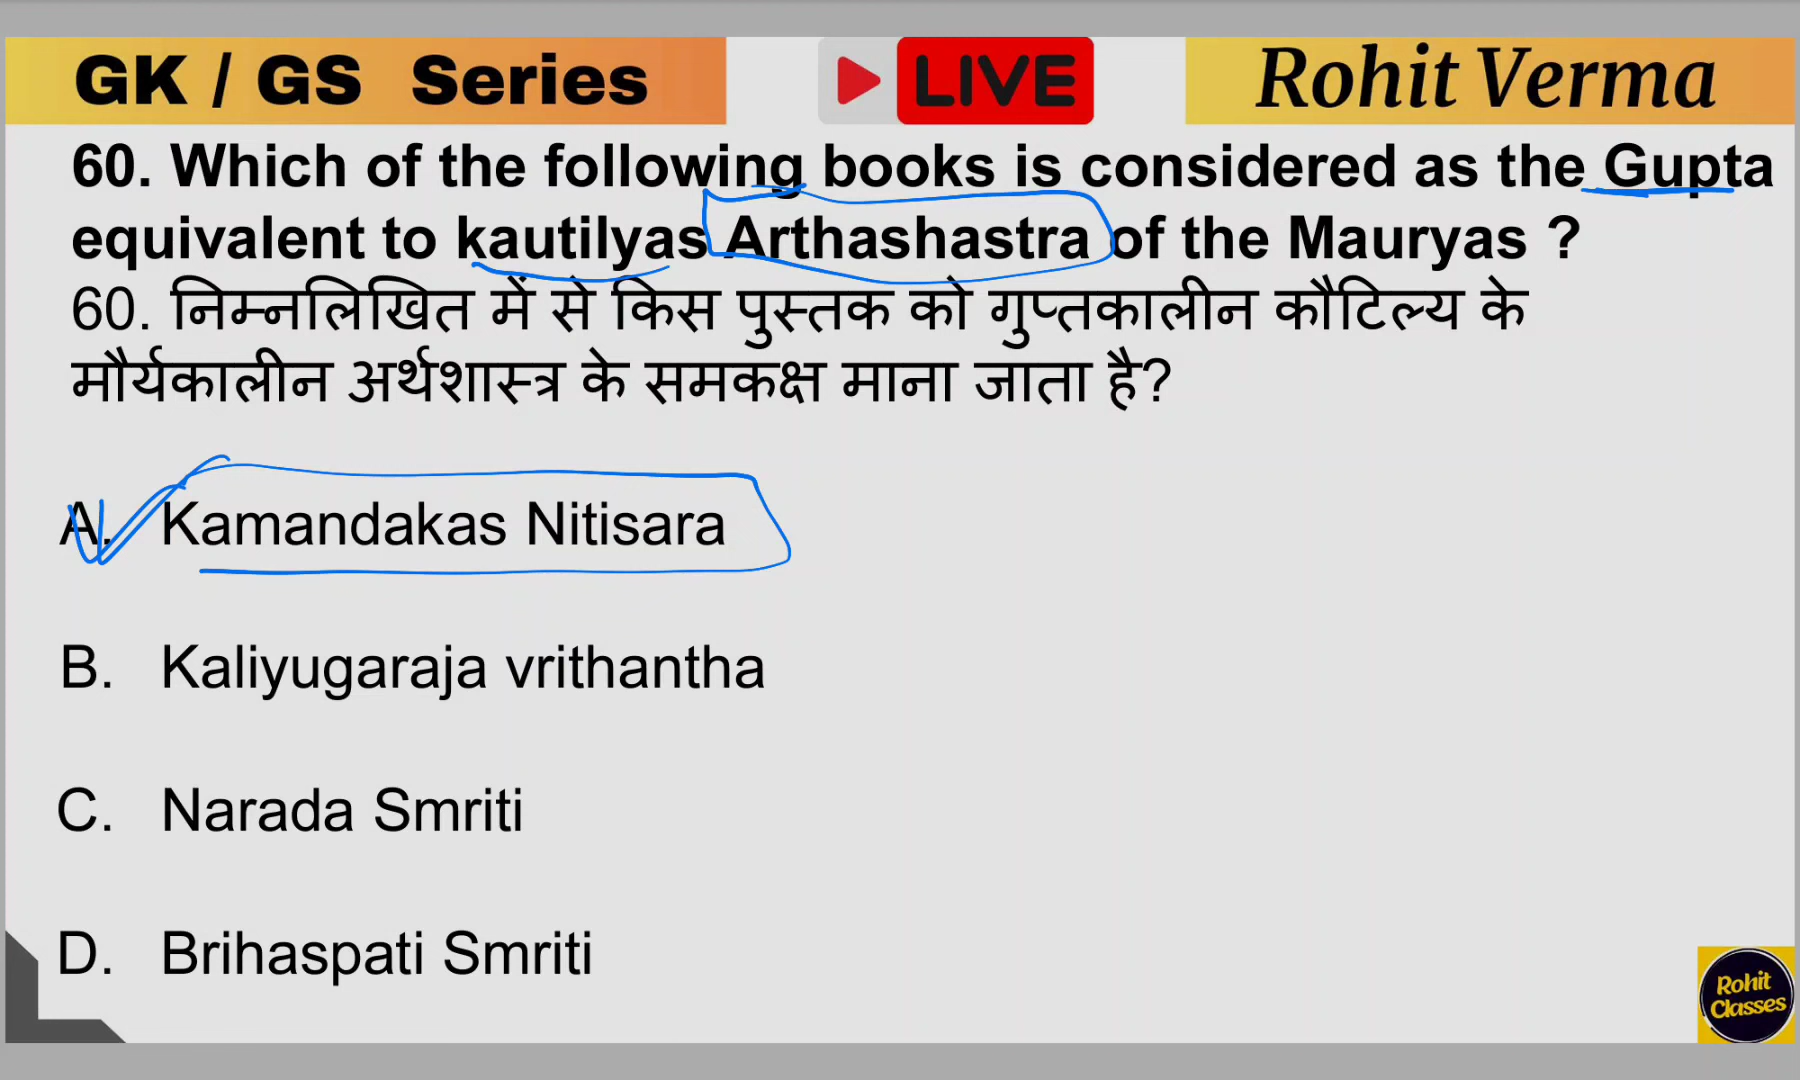 GK / GS Series
LIVE
Rohit Verma
60. Which of the following books is considered as the Gupta
equivalent to kautilyas Arthashastra of the Mauryas ?
60. निम्नलिखित में से किस पुस्तक को गुप्तकालीन कौटिल्य के
मौर्यकालीन अर्थशास्त्र के समकक्ष माना जाता है?
A. Kamandakas Nitisara
B. Kaliyugaraja vrithantha
C. Narada Smriti
D. Brihaspati Smriti
Rohit
Classes